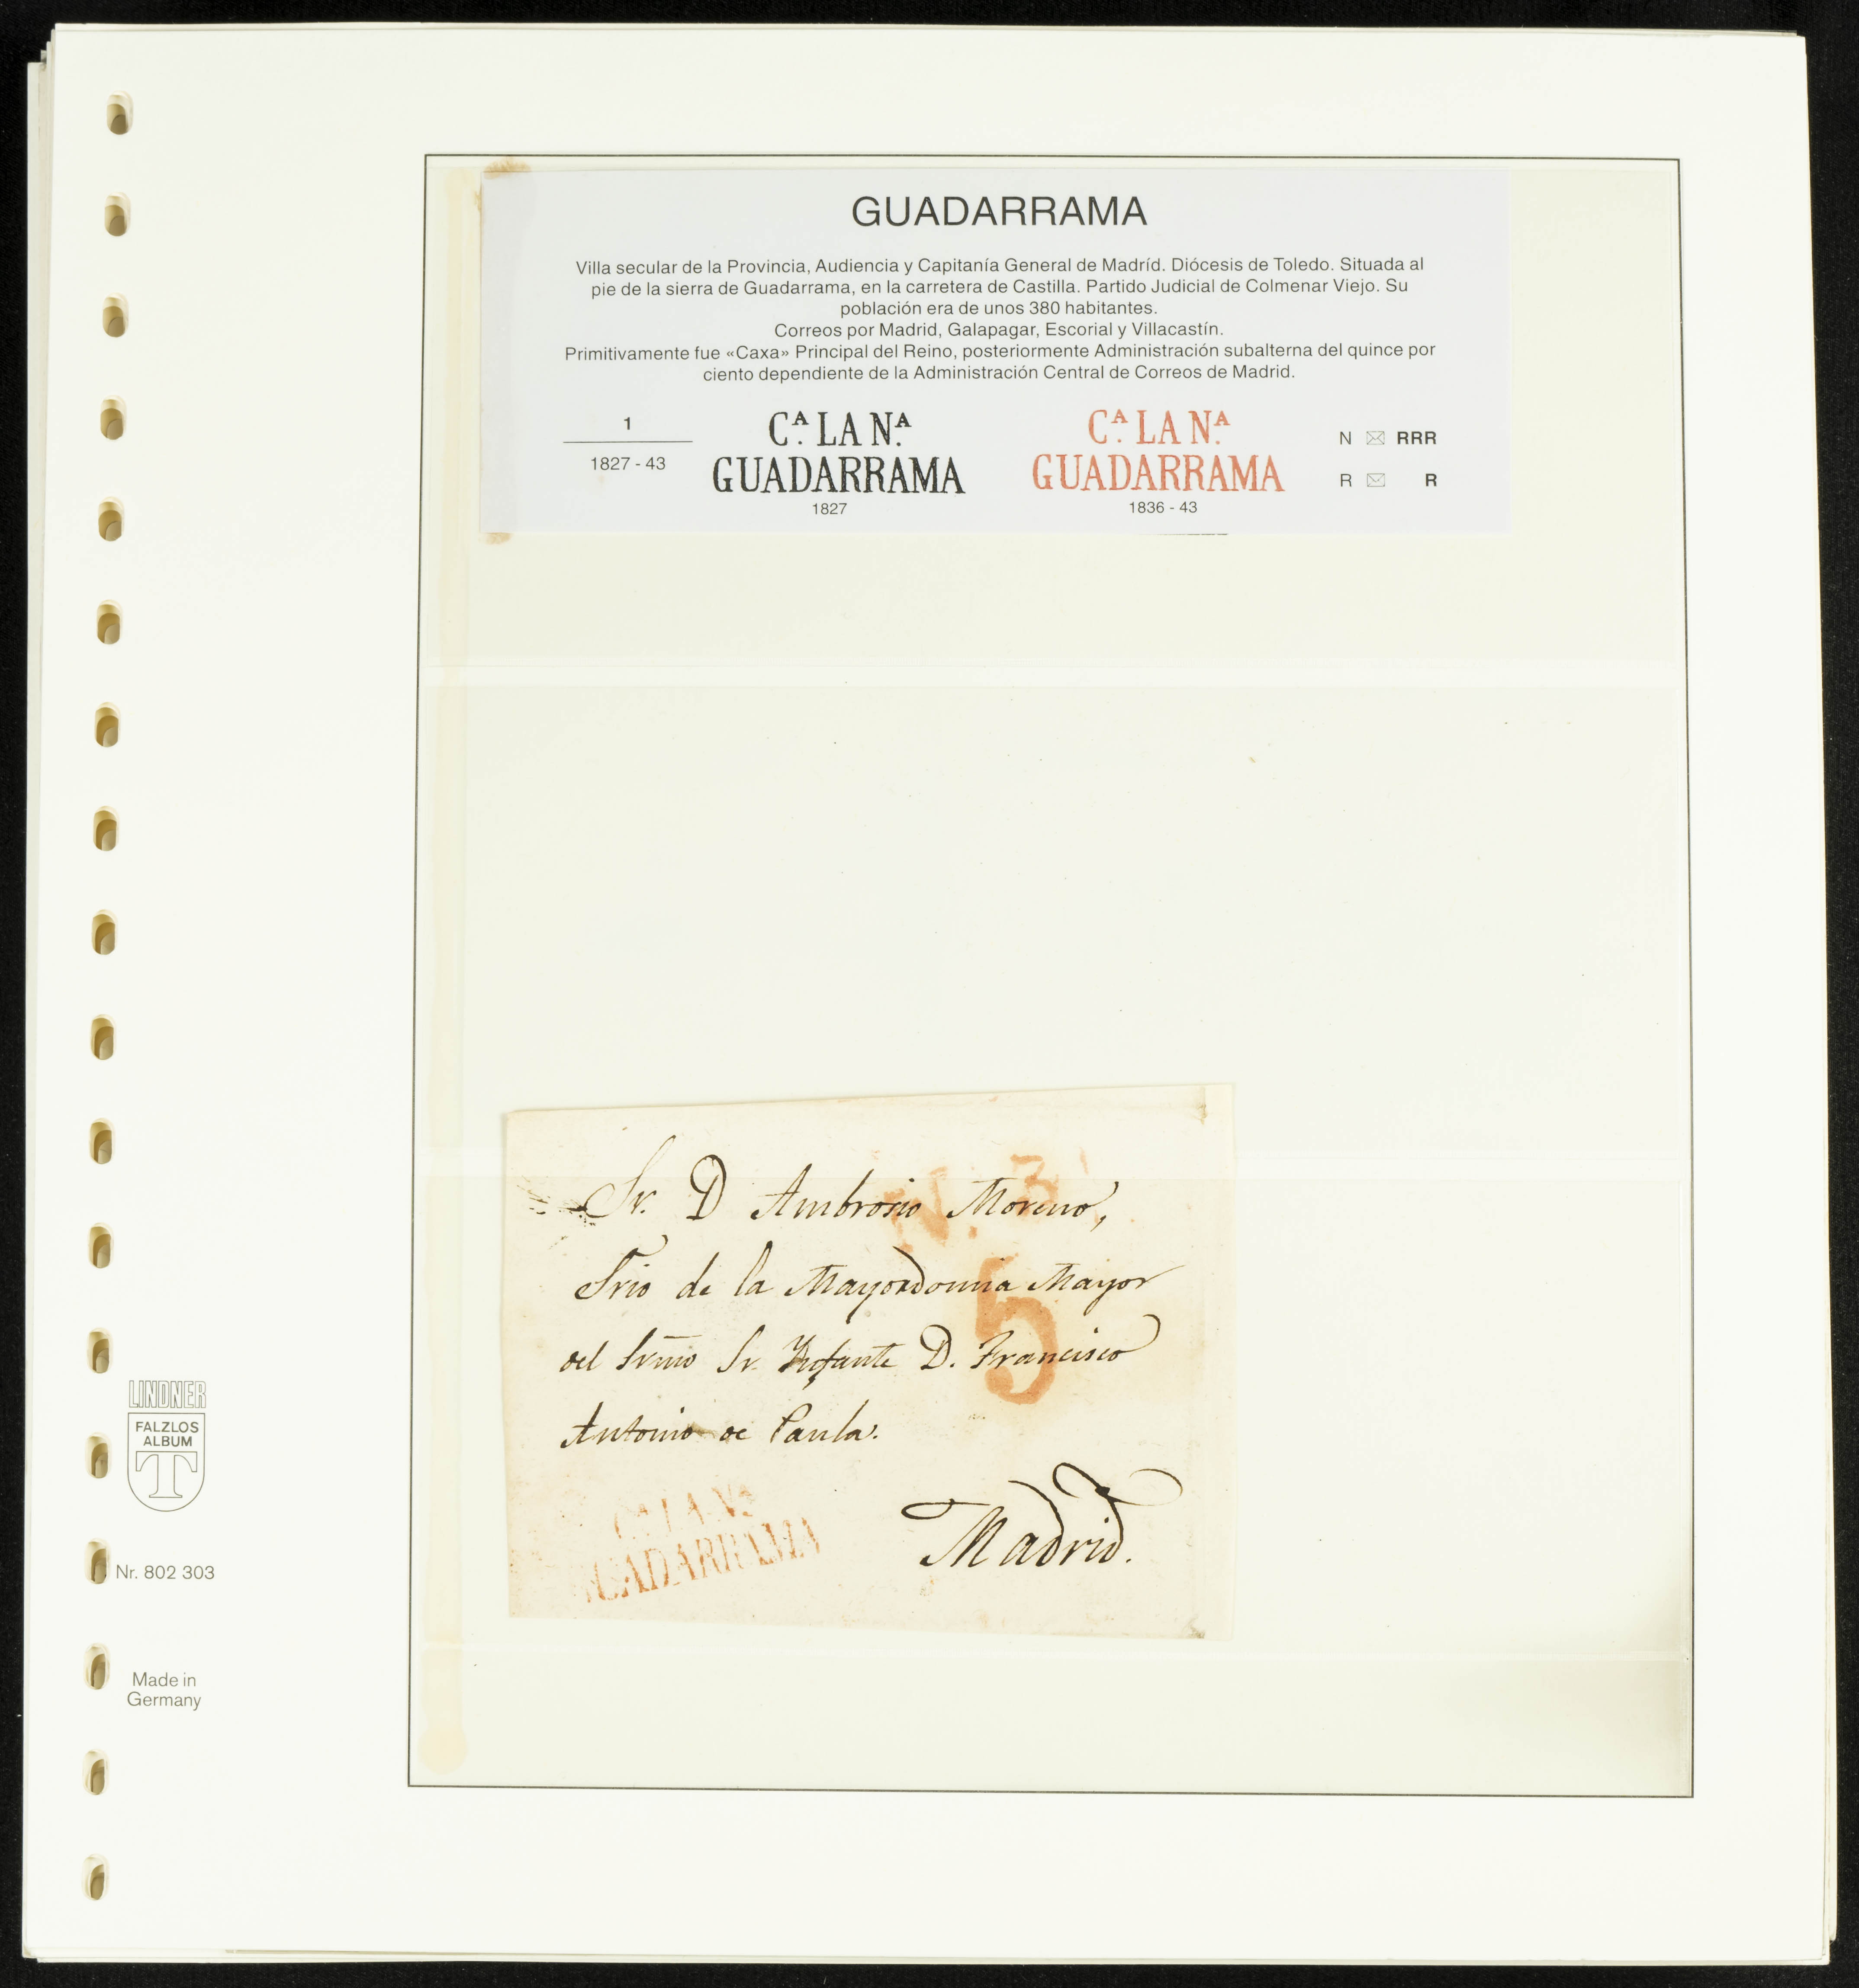 GUADARRAMA
Villa secular de la Provincia, Audiencia y Capitanía General de Madríd. Diócesis de Toledo. Situada al
pie de la sierra de Guadarrama, en la carretera de Castilla. Partido Judicial de Colmenar Viejo. Su
población era de unos 380 habitantes.
Correos por Madrid, Galapagar, Escorial y Villacastín.
Primitivamente fue «Caxa» Principal del Reino, posteriormente Administración subalterna del quince por
ciento dependiente de la Administración Central de Correos de Madrid.
1
1827 - 43
C.ᴬ LA N.ᴬ
GUADARRAMA
1827
C.ᴬ LA N.ᴬ
GUADARRAMA
1836 - 43
N RRR
R R
N. 3
Sr. D Ambrosio Moreno,
Srio de la Mayordomia Mayor
5
del Srmo Sr. Ynfante D. Francisco
Antonio de Paula.
Cᴬ LA Nᴬ
GUADARRAMA
Madrid.
LINDNER
FALZLOS
ALBUM
T
Nr. 802 303
Made in
Germany